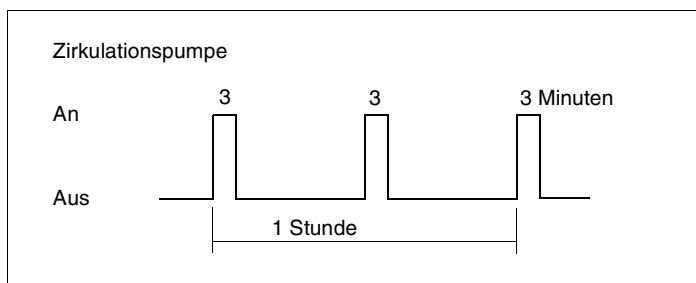 Zirkulationspumpe
3 3 3 Minuten
An
Aus
1 Stunde